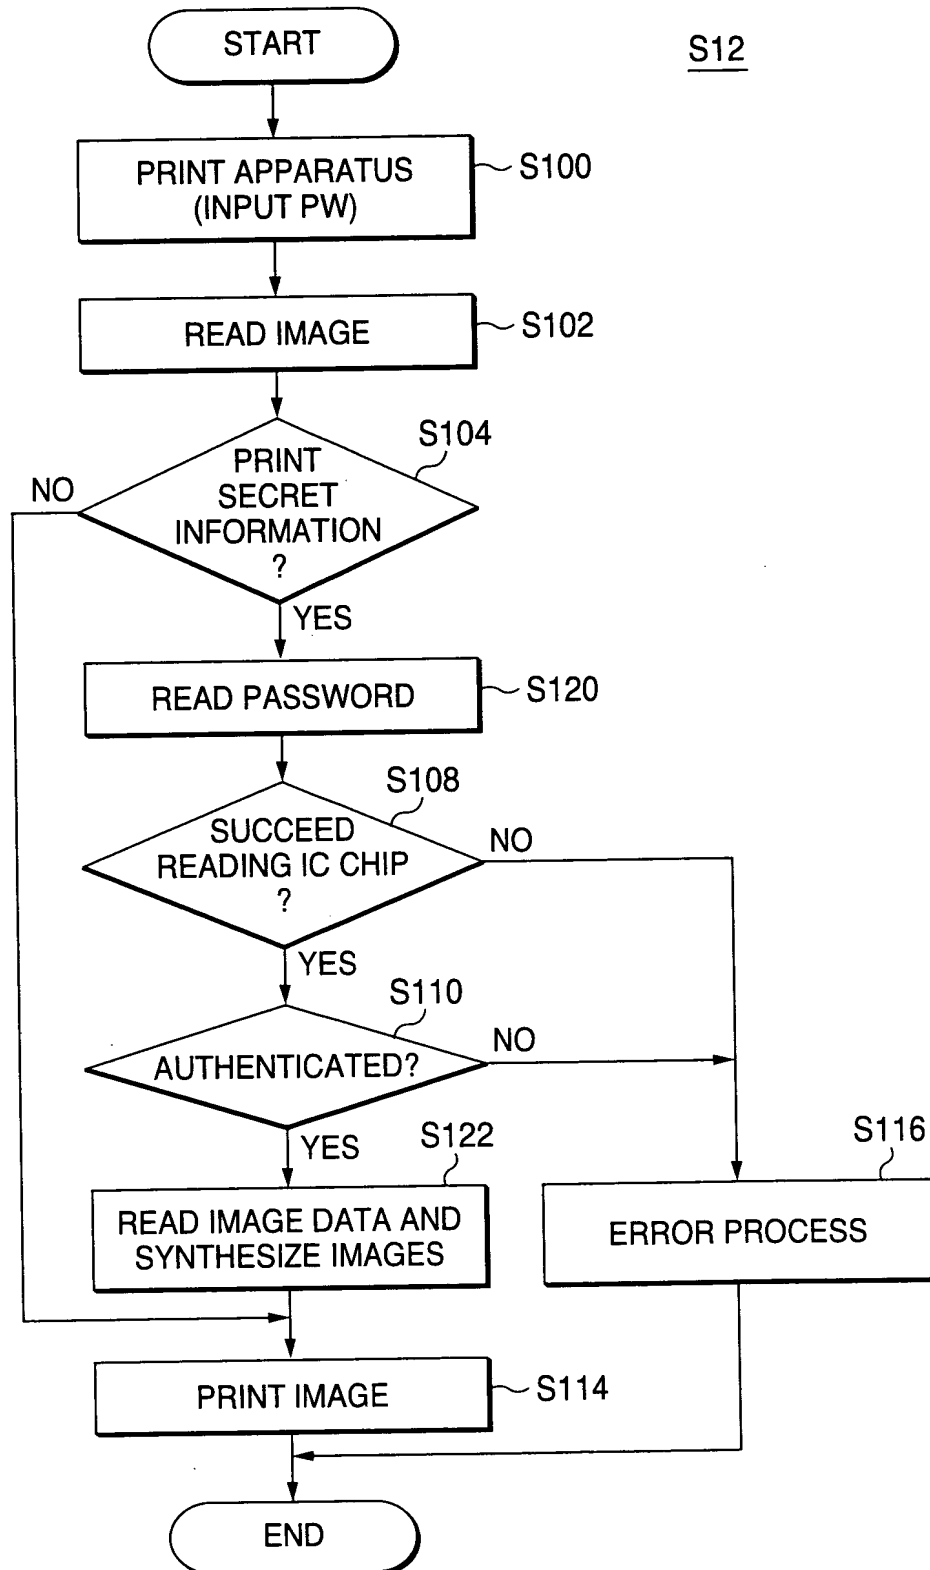 START
S12
PRINT APPARATUS
(INPUT PW)
S100
READ IMAGE
S102
S104
PRINT
SECRET
INFORMATION
?
NO
YES
READ PASSWORD
S120
S108
SUCCEED
READING IC CHIP
?
NO
YES
S110
AUTHENTICATED?
NO
YES
S122
S116
READ IMAGE DATA AND
SYNTHESIZE IMAGES
ERROR PROCESS
PRINT IMAGE
S114
END